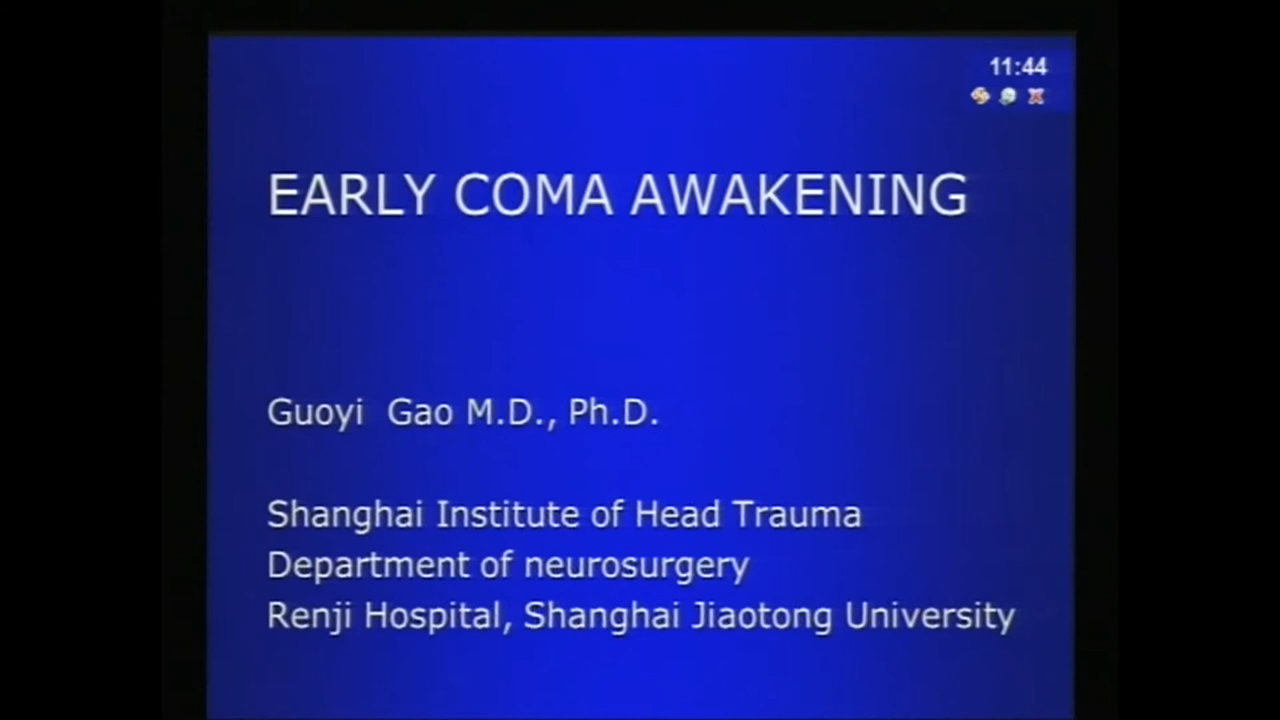 11:44
EARLY COMA AWAKENING
Guoyi Gao M.D., Ph.D.
Shanghai Institute of Head Trauma
Department of neurosurgery
Renji Hospital, Shanghai Jiaotong University